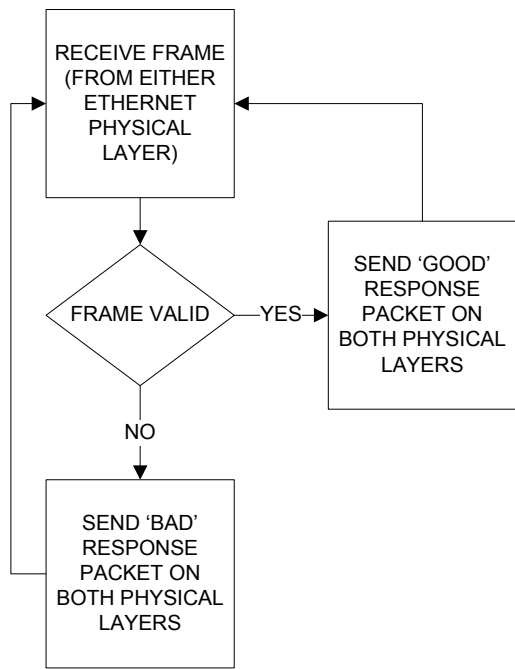 RECEIVE FRAME
(FROM EITHER
ETHERNET
PHYSICAL
LAYER)
FRAME VALID
YES
SEND ‘GOOD’
RESPONSE
PACKET ON
BOTH PHYSICAL
LAYERS
NO
SEND ‘BAD’
RESPONSE
PACKET ON
BOTH PHYSICAL
LAYERS